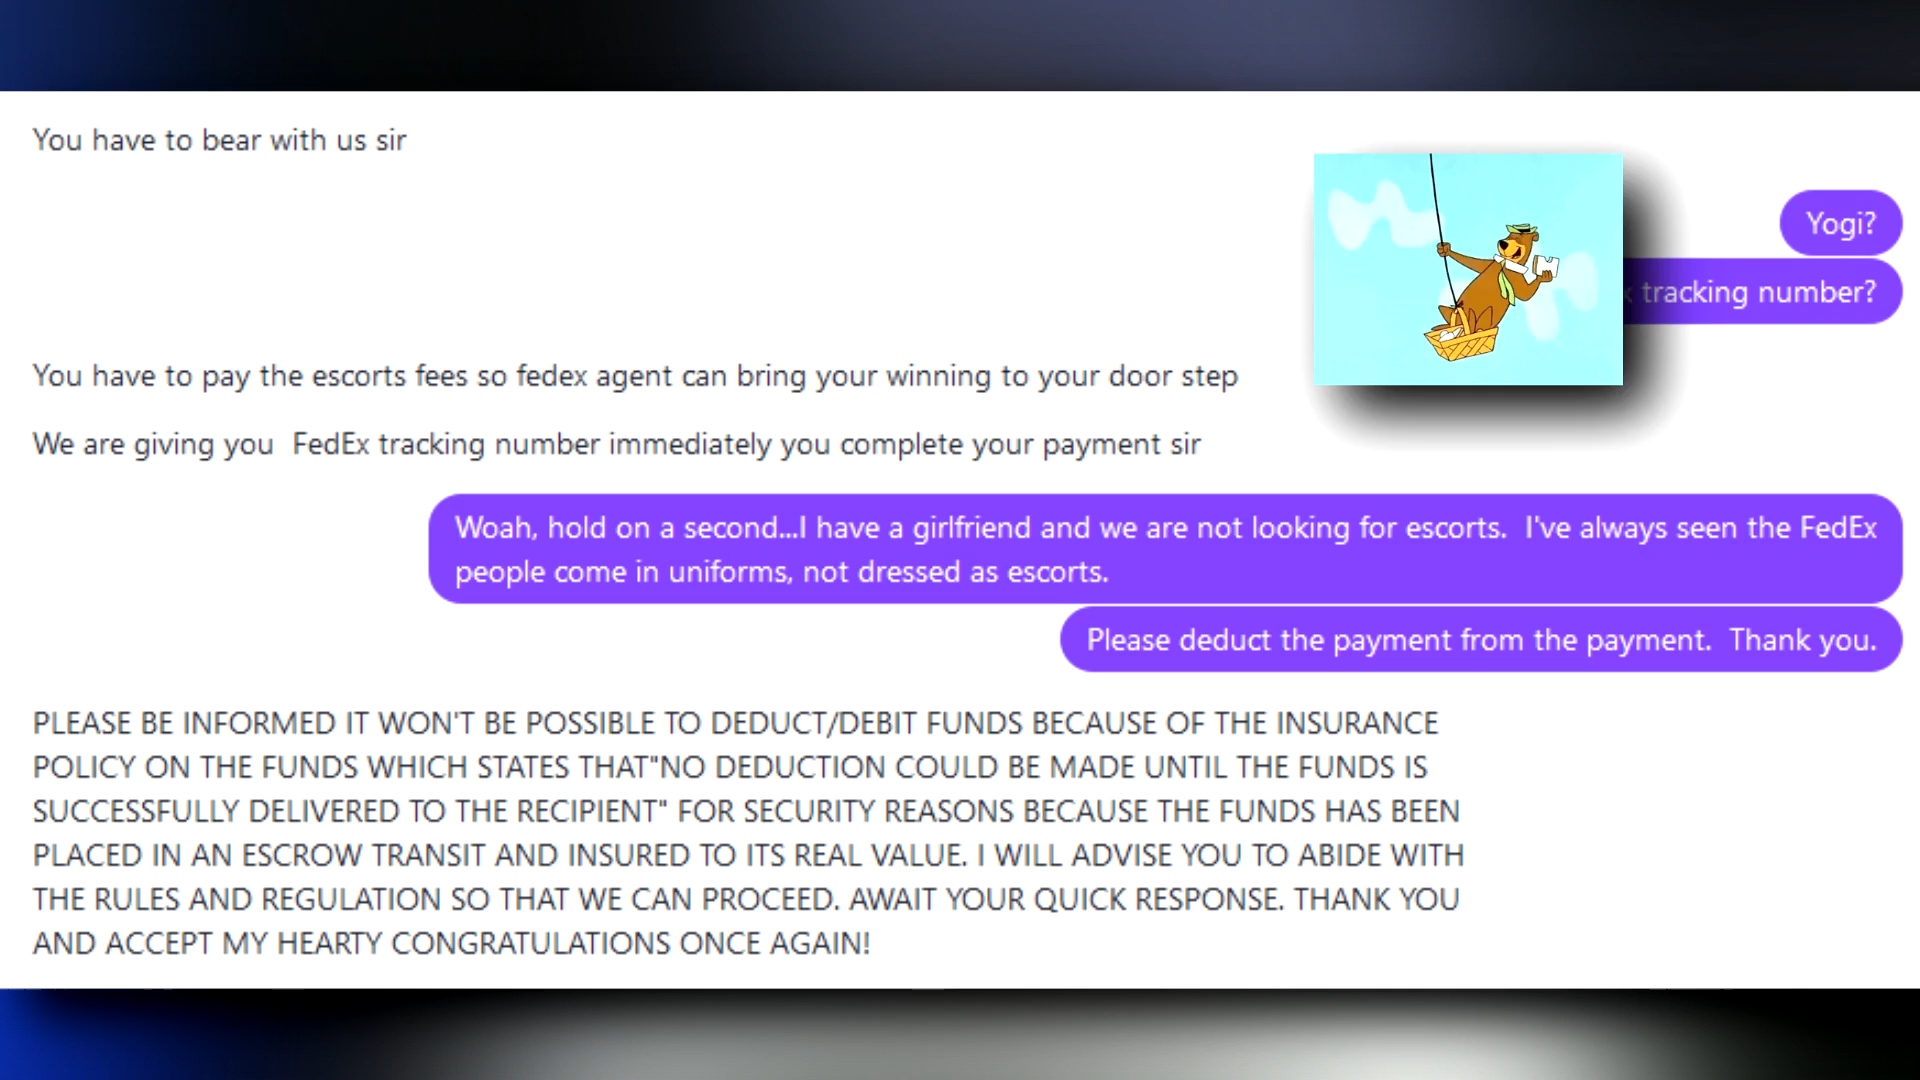 You have to bear with us sir
Yogi?
tracking number?
You have to pay the escorts fees so fedex agent can bring your winning to your door step
We are giving you  FedEx tracking number immediately you complete your payment sir
Woah, hold on a second...I have a girlfriend and we are not looking for escorts.  I've always seen the FedEx
people come in uniforms, not dressed as escorts.
Please deduct the payment from the payment.  Thank you.
PLEASE BE INFORMED IT WON'T BE POSSIBLE TO DEDUCT/DEBIT FUNDS BECAUSE OF THE INSURANCE
POLICY ON THE FUNDS WHICH STATES THAT"NO DEDUCTION COULD BE MADE UNTIL THE FUNDS IS
SUCCESSFULLY DELIVERED TO THE RECIPIENT" FOR SECURITY REASONS BECAUSE THE FUNDS HAS BEEN
PLACED IN AN ESCROW TRANSIT AND INSURED TO ITS REAL VALUE. I WILL ADVISE YOU TO ABIDE WITH
THE RULES AND REGULATION SO THAT WE CAN PROCEED. AWAIT YOUR QUICK RESPONSE. THANK YOU
AND ACCEPT MY HEARTY CONGRATULATIONS ONCE AGAIN!